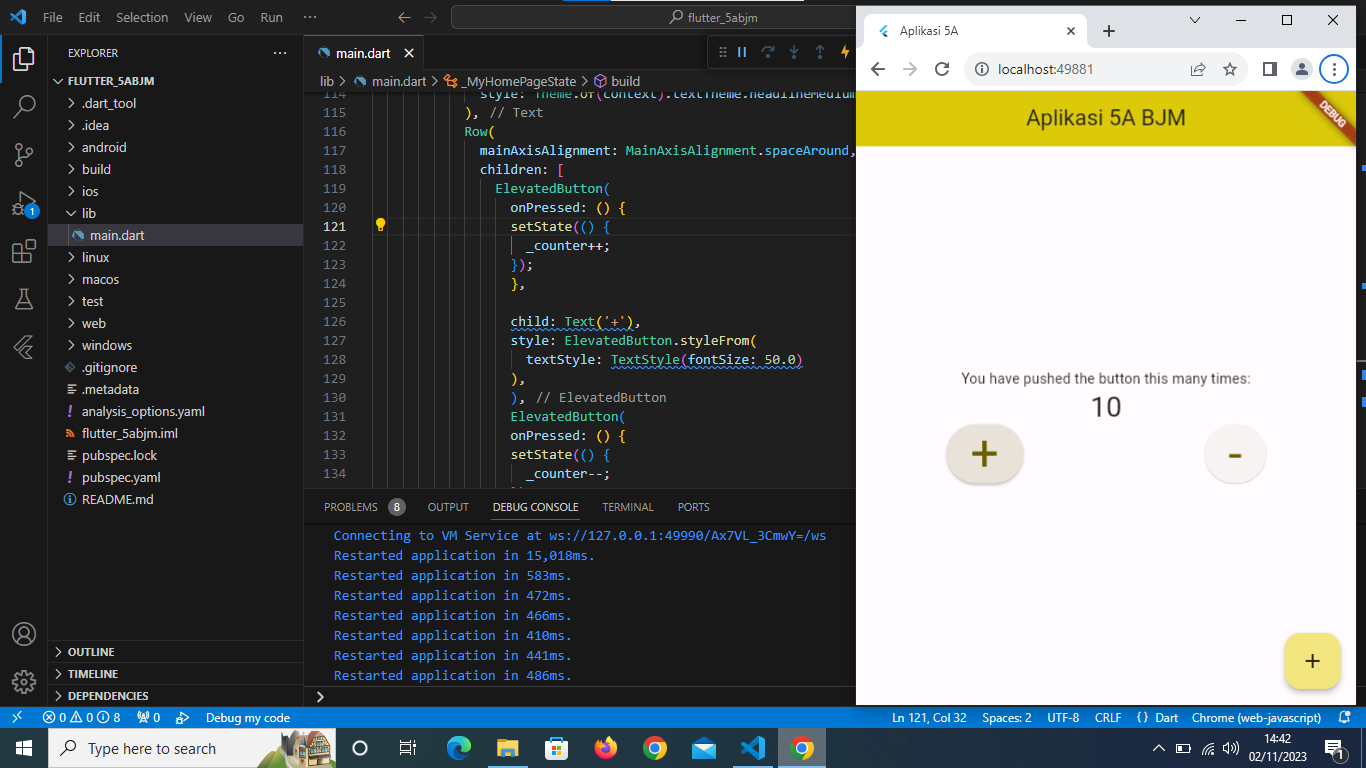 File Edit Selection View Go Run ···
flutter_5abjm
EXPLORER
FLUTTER_5ABJM
.dart_tool
.idea
android
build
ios
lib
main.dart
linux
macos
test
web
windows
.gitignore
.metadata
analysis_options.yaml
flutter_5abjm.iml
pubspec.lock
pubspec.yaml
README.md
OUTLINE
TIMELINE
DEPENDENCIES
1
main.dart
lib > main.dart > _MyHomePageState > build
114 style: Theme.of(context).textTheme.headlineMedium
115 ), // Text
116 Row(
117 mainAxisAlignment: MainAxisAlignment.spaceAround,
118 children: [
119 ElevatedButton(
120 onPressed: () {
121 setState(() {
122 _counter++;
123 });
124 },
125
126 child: Text('+'),
127 style: ElevatedButton.styleFrom(
128 textStyle: TextStyle(fontSize: 50.0)
129 ),
130 ), // ElevatedButton
131 ElevatedButton(
132 onPressed: () {
133 setState(() {
134 _counter--;
PROBLEMS 8 OUTPUT DEBUG CONSOLE TERMINAL PORTS
Connecting to VM Service at ws://127.0.0.1:49990/Ax7VL_3CmwY=/ws
Restarted application in 15,018ms.
Restarted application in 583ms.
Restarted application in 472ms.
Restarted application in 466ms.
Restarted application in 410ms.
Restarted application in 441ms.
Restarted application in 486ms.
Aplikasi 5A
localhost:49881
Aplikasi 5A BJM
DEBUG
You have pushed the button this many times:
10
+ -
+
0 0 8 0 Debug my code
Ln 121, Col 32 Spaces: 2 UTF-8 CRLF {} Dart Chrome (web-javascript)
Type here to search
14:42
02/11/2023
1